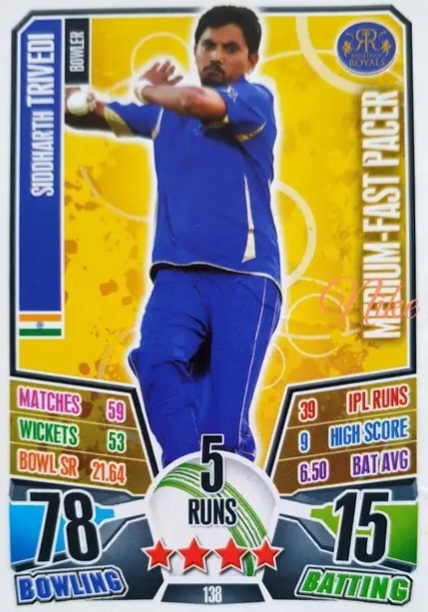 SIDDHARTH TRIVEDI
BOWLER
RR
ROYALS
MEDIUM-FAST PACER
MATCHES 59
WICKETS 53
BOWL SR 21.64
39 IPL RUNS
9 HIGH SCORE
6.50 BAT AVG
5
RUNS
78
BOWLING
15
BATTING
138